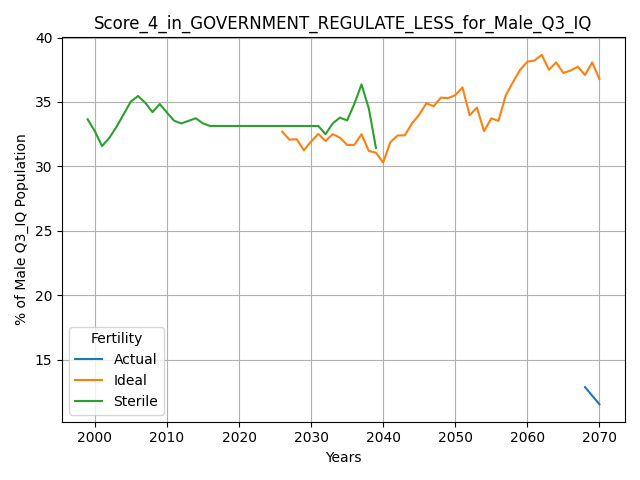 Score_4_in_GOVERNMENT_REGULATE_LESS_for_Male_Q3_IQ
% of Male Q3_IQ Population
40
35
30
25
20
15
Fertility
Actual
Ideal
Sterile
2000 2010 2020 2030 2040 2050 2060 2070
Years